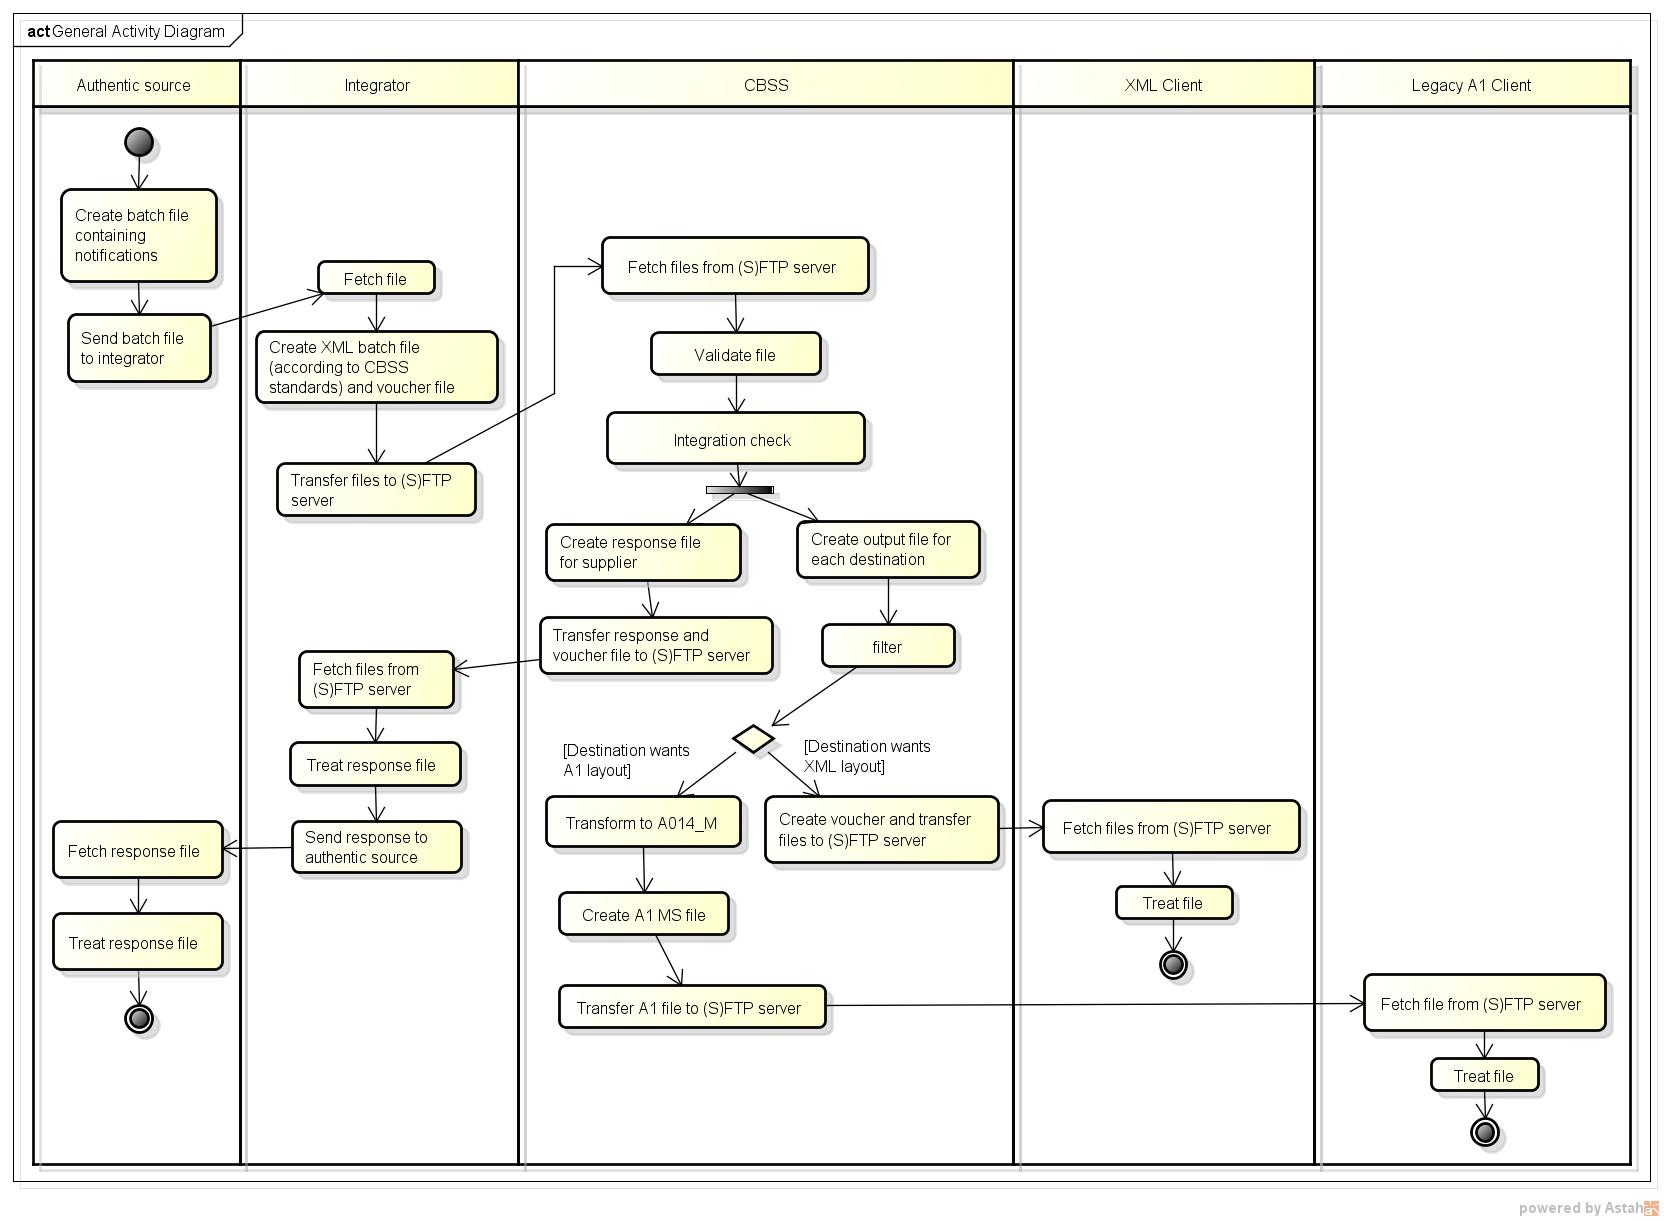 act General Activity Diagram
Authentic source
Integrator
CBSS
XML Client
Legacy A1 Client
Create batch file
containing
notifications
Send batch file
to integrator
Fetch file
Create XML batch file
(according to CBSS
standards) and voucher file
Transfer files to (S)FTP
server
Fetch files from (S)FTP server
Validate file
Integration check
Create response file
for supplier
Create output file for
each destination
Transfer response and
voucher file to (S)FTP server
filter
Fetch files from
(S)FTP server
Treat response file
Send response to
authentic source
Fetch response file
Treat response file
[Destination wants
A1 layout]
[Destination wants
XML layout]
Transform to A014_M
Create voucher and transfer
files to (S)FTP server
Create A1 MS file
Transfer A1 file to (S)FTP server
Fetch files from (S)FTP server
Treat file
Fetch file from (S)FTP server
Treat file
powered by Astah